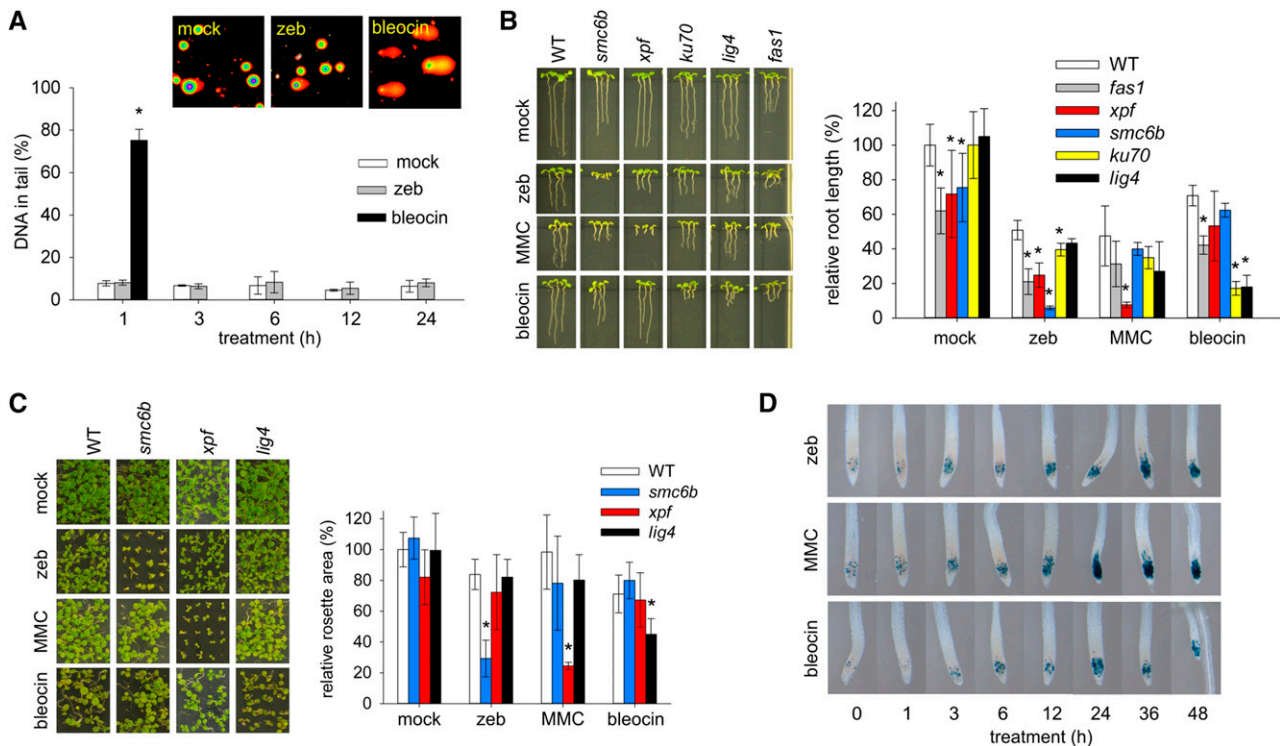 A
mock
zeb
bleocin
DNA in tail (%)
100
80
60
40
20
0
*
mock
zeb
bleocin
1
3
6
12
24
treatment (h)
B
WT
smc6b
xpf
ku70
lig4
fas1
mock
zeb
MMC
bleocin
WT
fas1
xpf
smc6b
ku70
lig4
relative root length (%)
120
100
80
60
40
20
0
* * *
* * * *
*
* * *
mock
zeb
MMC
bleocin
C
WT
smc6b
xpf
lig4
mock
zeb
MMC
bleocin
WT
smc6b
xpf
lig4
relative rosette area (%)
120
100
80
60
40
20
0
*
*
*
mock
zeb
MMC
bleocin
D
zeb
MMC
bleocin
0
1
3
6
12
24
36
48
treatment (h)